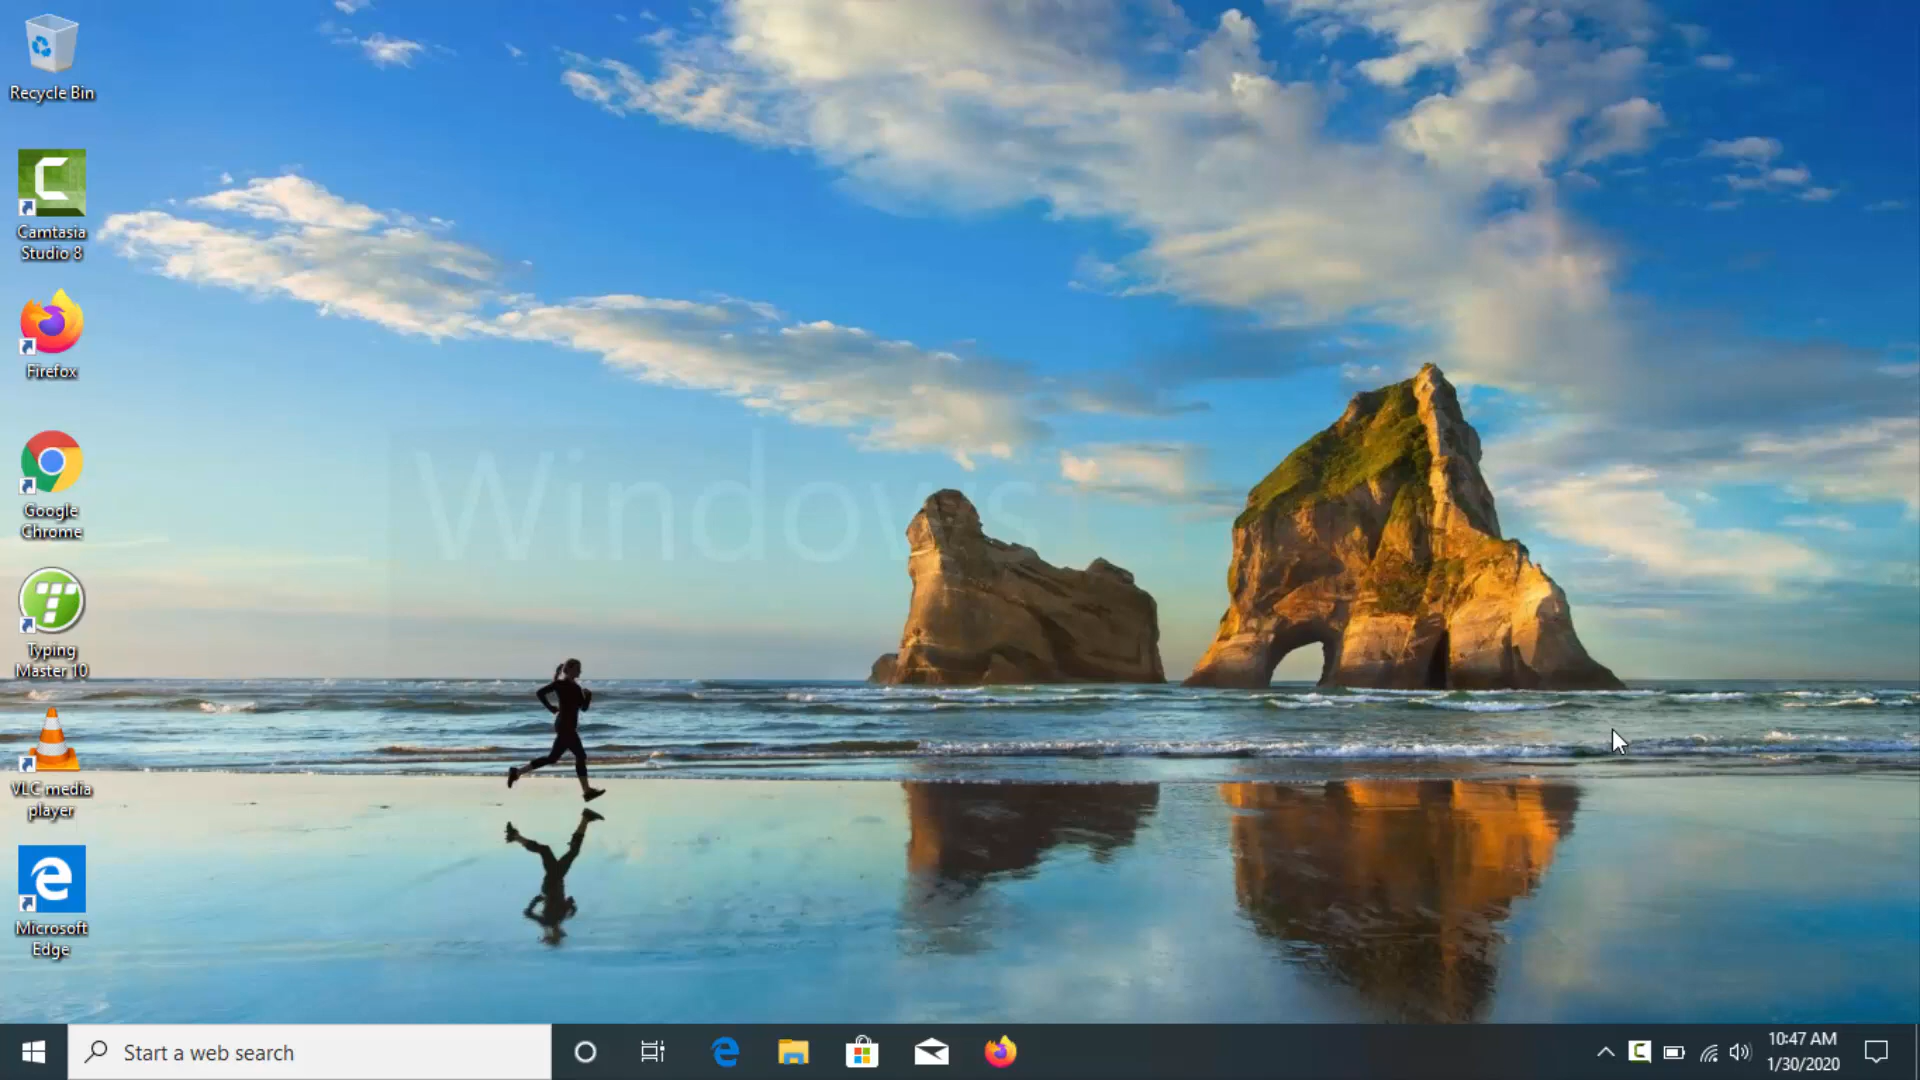 Recycle Bin
Camtasia
Studio 8
Firefox
Google
Chrome
Typing
Master 10
VLC media
player
Microsoft
Edge
Windows
Start a web search
10:47 AM
1/30/2020